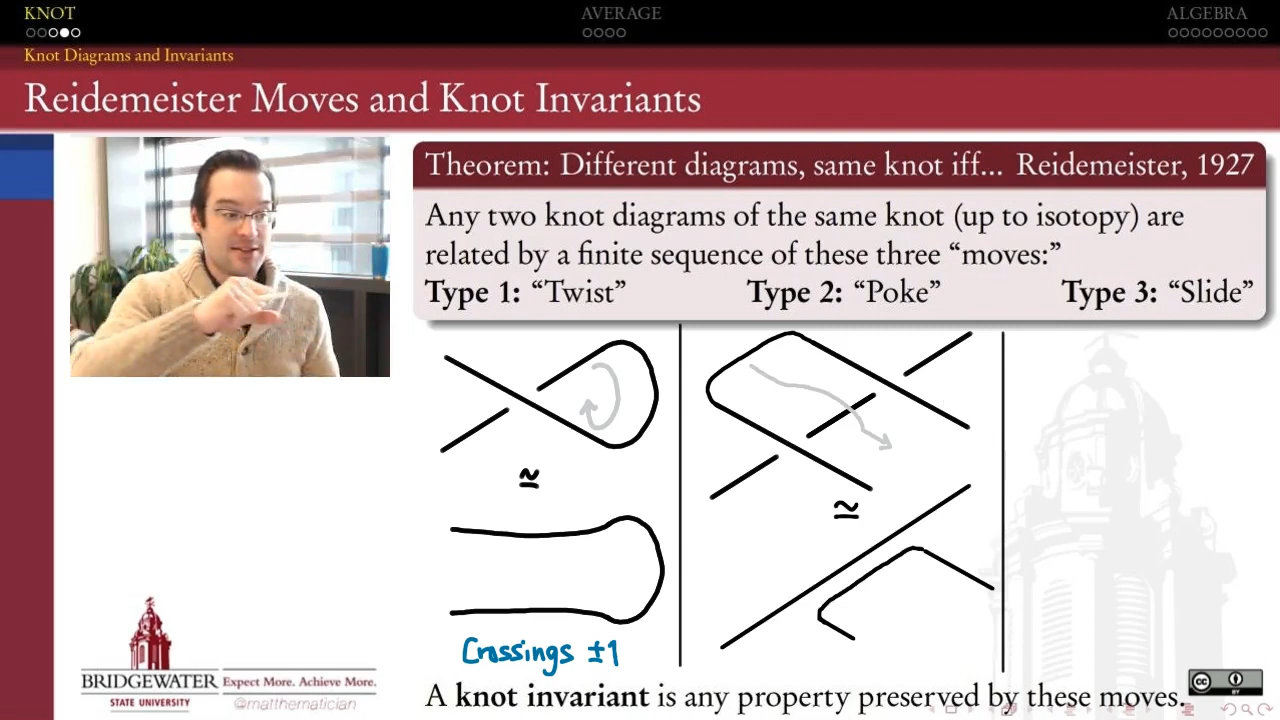 KNOT
AVERAGE
ALGEBRA
Knot Diagrams and Invariants
Reidemeister Moves and Knot Invariants
Theorem: Different diagrams, same knot iff... Reidemeister, 1927
Any two knot diagrams of the same knot (up to isotopy) are
related by a finite sequence of these three “moves:”
Type 1: “Twist” Type 2: “Poke” Type 3: “Slide”
≅
≅
Crossings ±1
A knot invariant is any property preserved by these moves.
BRIDGEWATER
STATE UNIVERSITY
Expect More. Achieve More.
@matthematician
CC BY